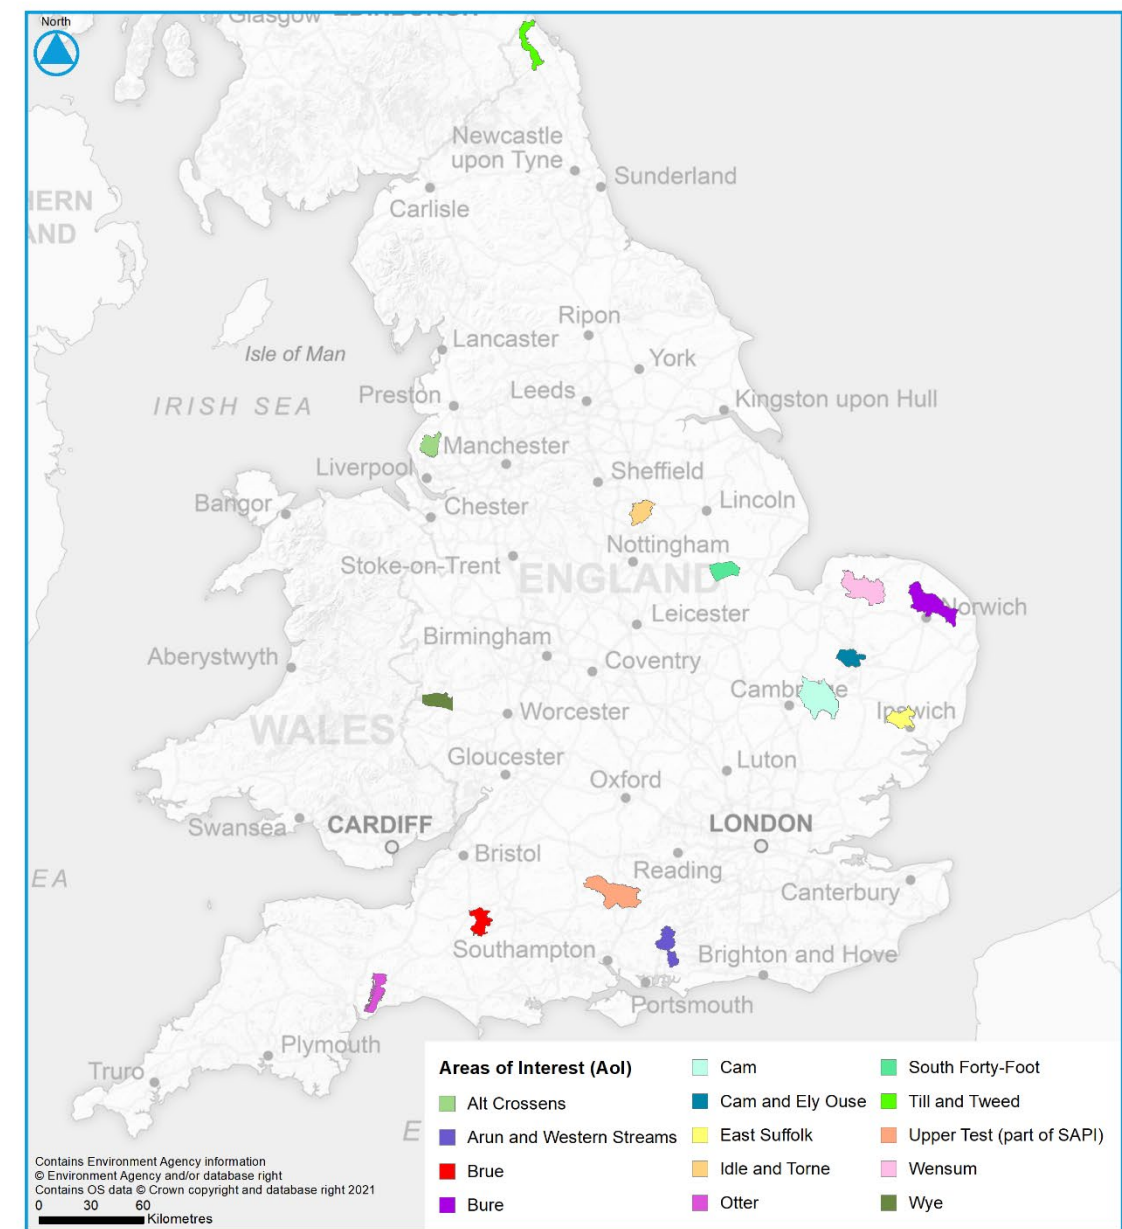 North
Glasgow
EDINBURGH
Newcastle
upon Tyne
Sunderland
Carlisle
HERN
AND
Ripon
Lancaster
Isle of Man
York
IRISH SEA
Preston
Leeds
Kingston upon Hull
Manchester
Liverpool
Sheffield
Bangor
Chester
Lincoln
Nottingham
Stoke-on-Trent
ENGLAND
Norwich
Leicester
Birmingham
Aberystwyth
Coventry
Cambridge
Ipswich
WALES
Worcester
Gloucester
Luton
Oxford
Swansea
CARDIFF
LONDON
Bristol
Reading
EA
Canterbury
Southampton
Brighton and Hove
Portsmouth
Plymouth
Truro
E
Areas of Interest (AoI)
Alt Crossens
Arun and Western Streams
Brue
Bure
Cam
Cam and Ely Ouse
East Suffolk
Idle and Torne
Otter
South Forty-Foot
Till and Tweed
Upper Test (part of SAPI)
Wensum
Wye
Contains Environment Agency information
© Environment Agency and/or database right
Contains OS data © Crown copyright and database right 2021
0 30 60
Kilometres